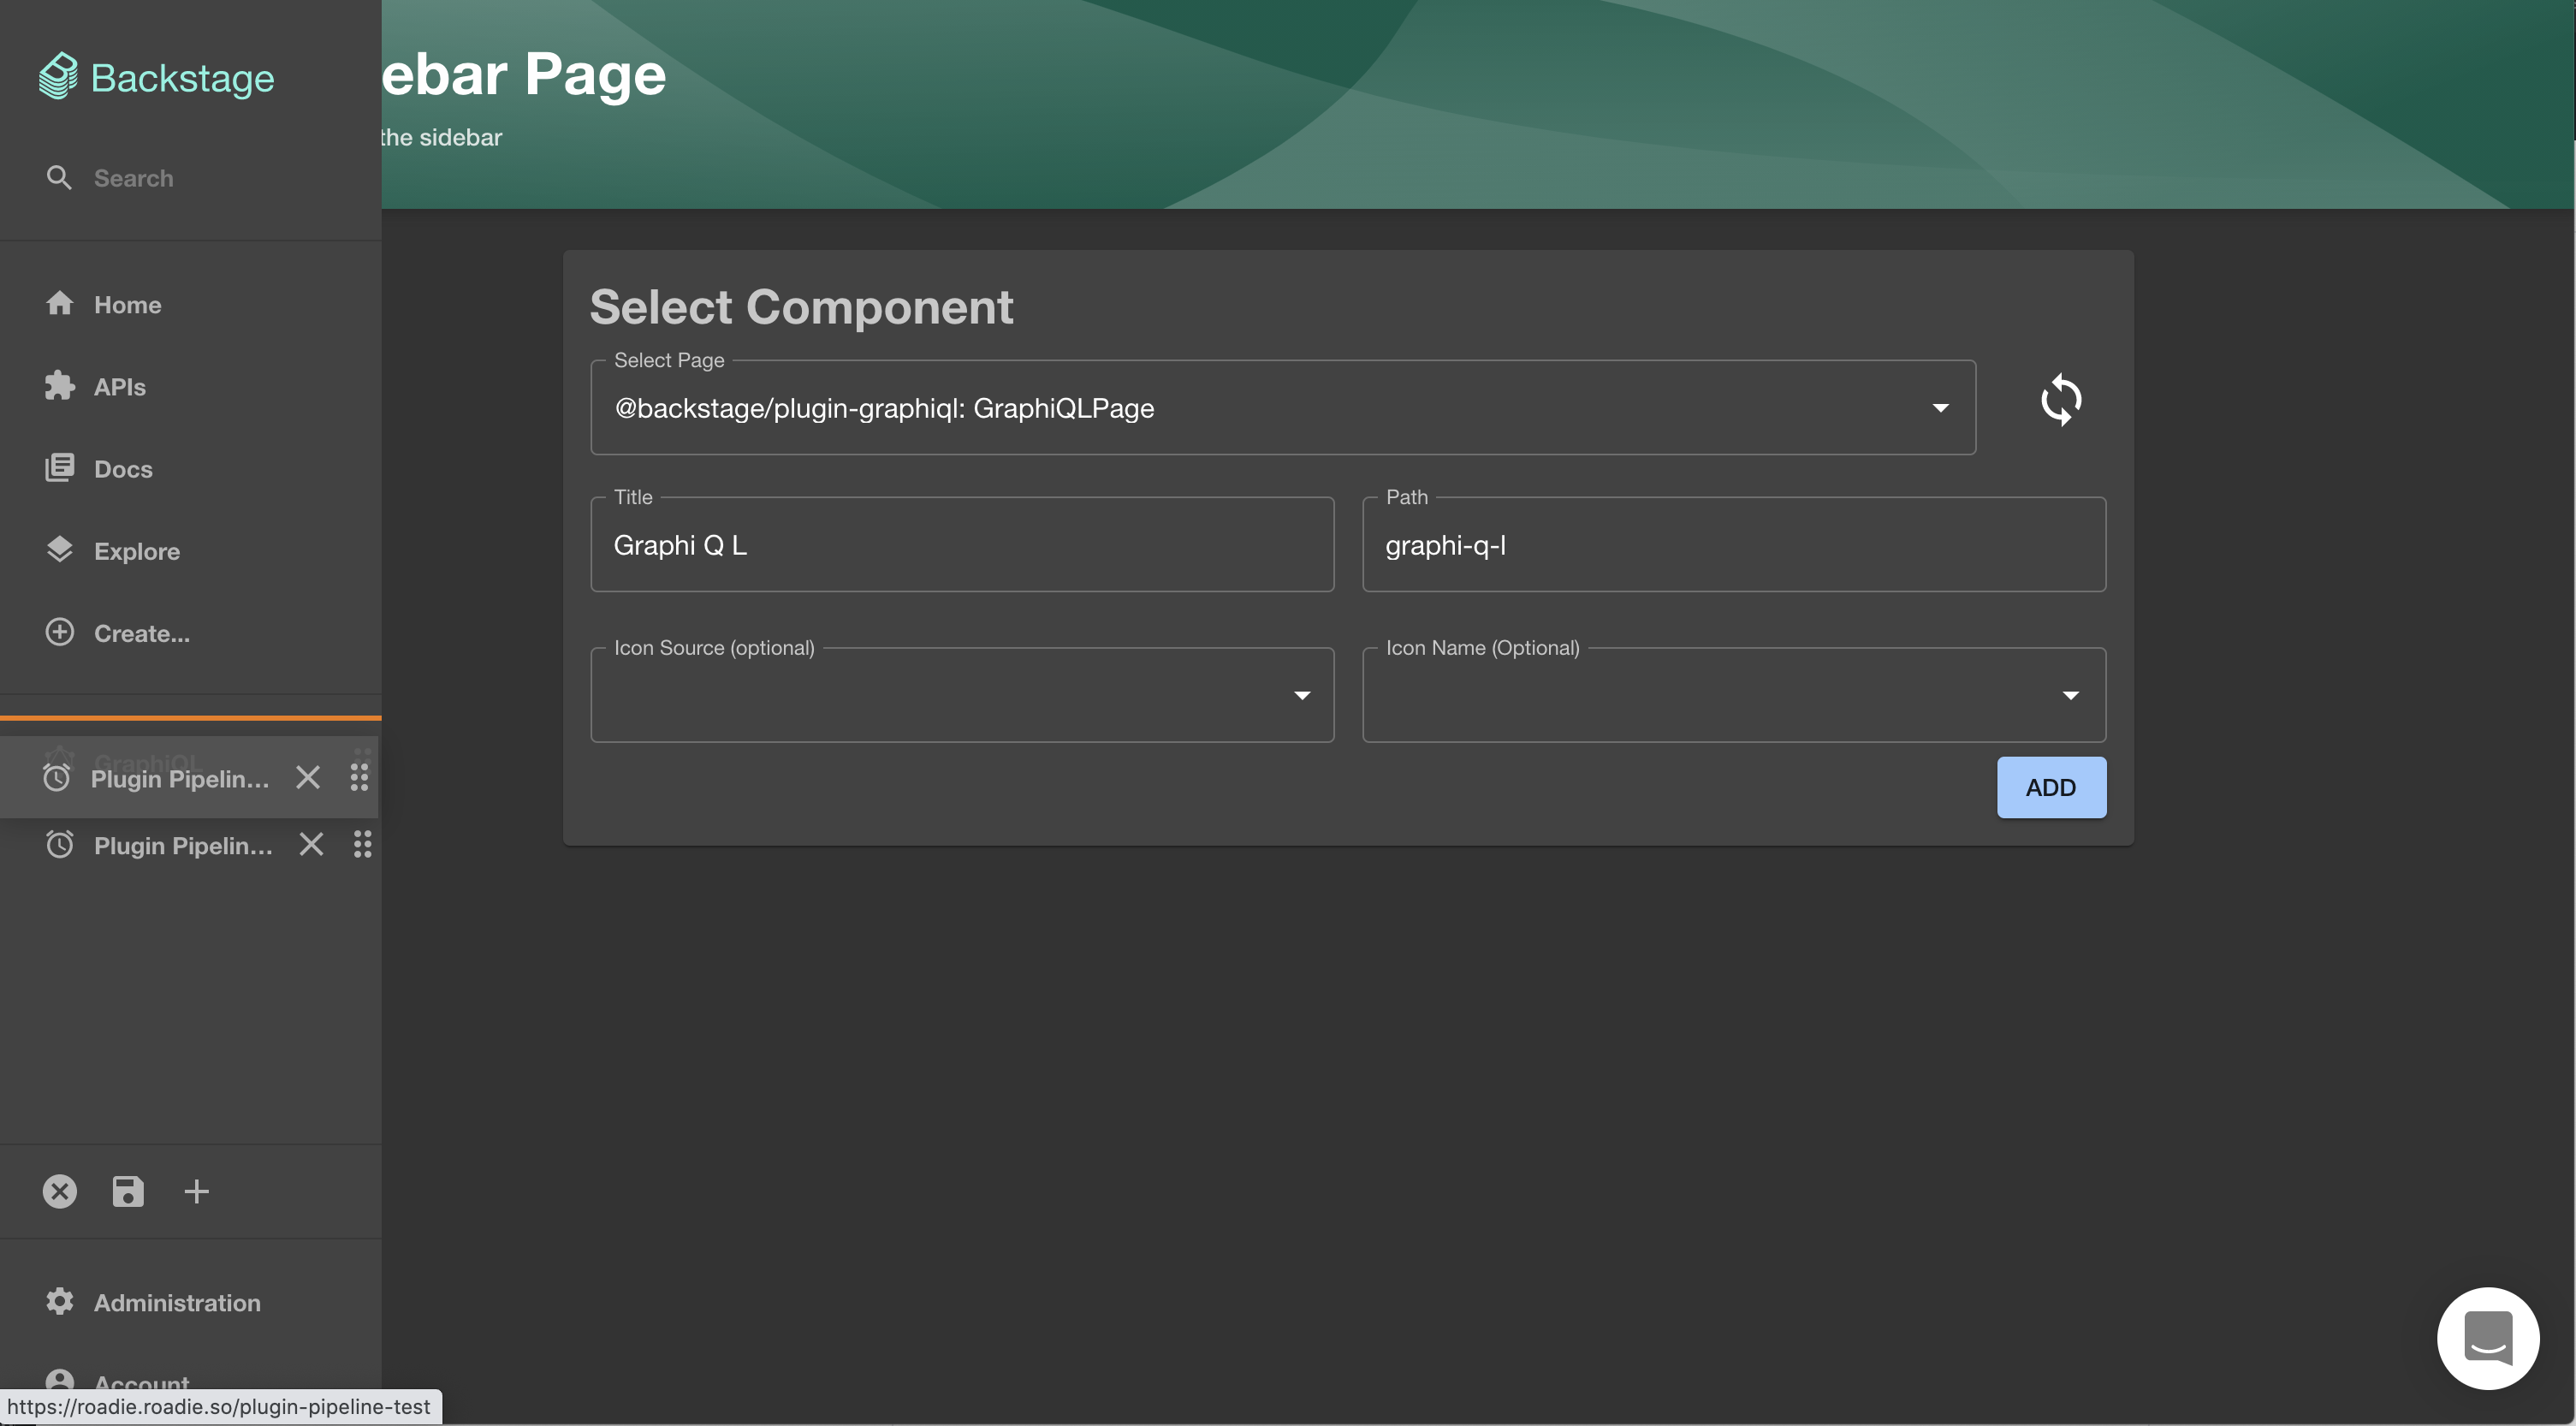 Backstage
Search
Home
APIs
Docs
Explore
Create...
GraphiQL
Plugin Pipelin...
Plugin Pipelin...
Administration
Account
https://roadie.roadie.so/plugin-pipeline-test
ebar Page
the sidebar
Select Component
Select Page
@backstage/plugin-graphiql: GraphiQLPage
Title
Graphi Q L
Path
graphi-q-l
Icon Source (optional)
Icon Name (Optional)
ADD